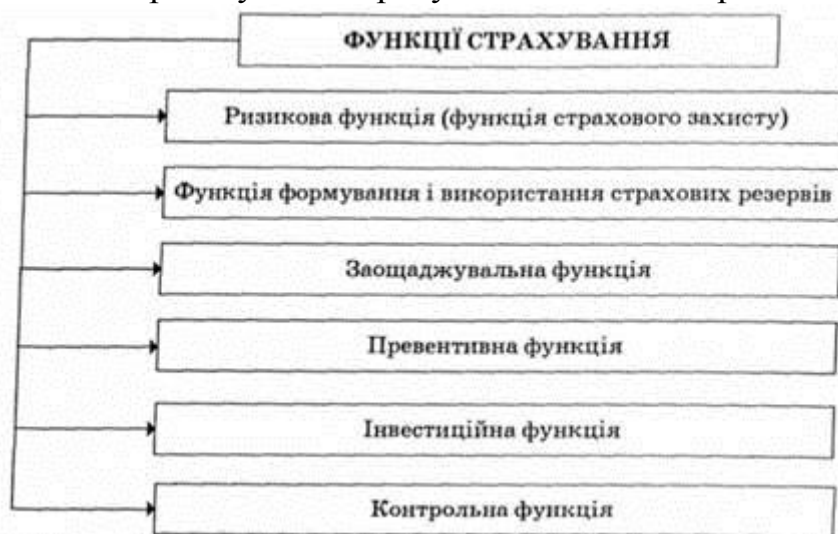 ФУНКЦІЇ СТРАХУВАННЯ
Ризикова функція (функція страхового захисту)
Функція формування і використання страхових резервів
Заощаджувальна функція
Превентивна функція
Інвестиційна функція
Контрольна функція